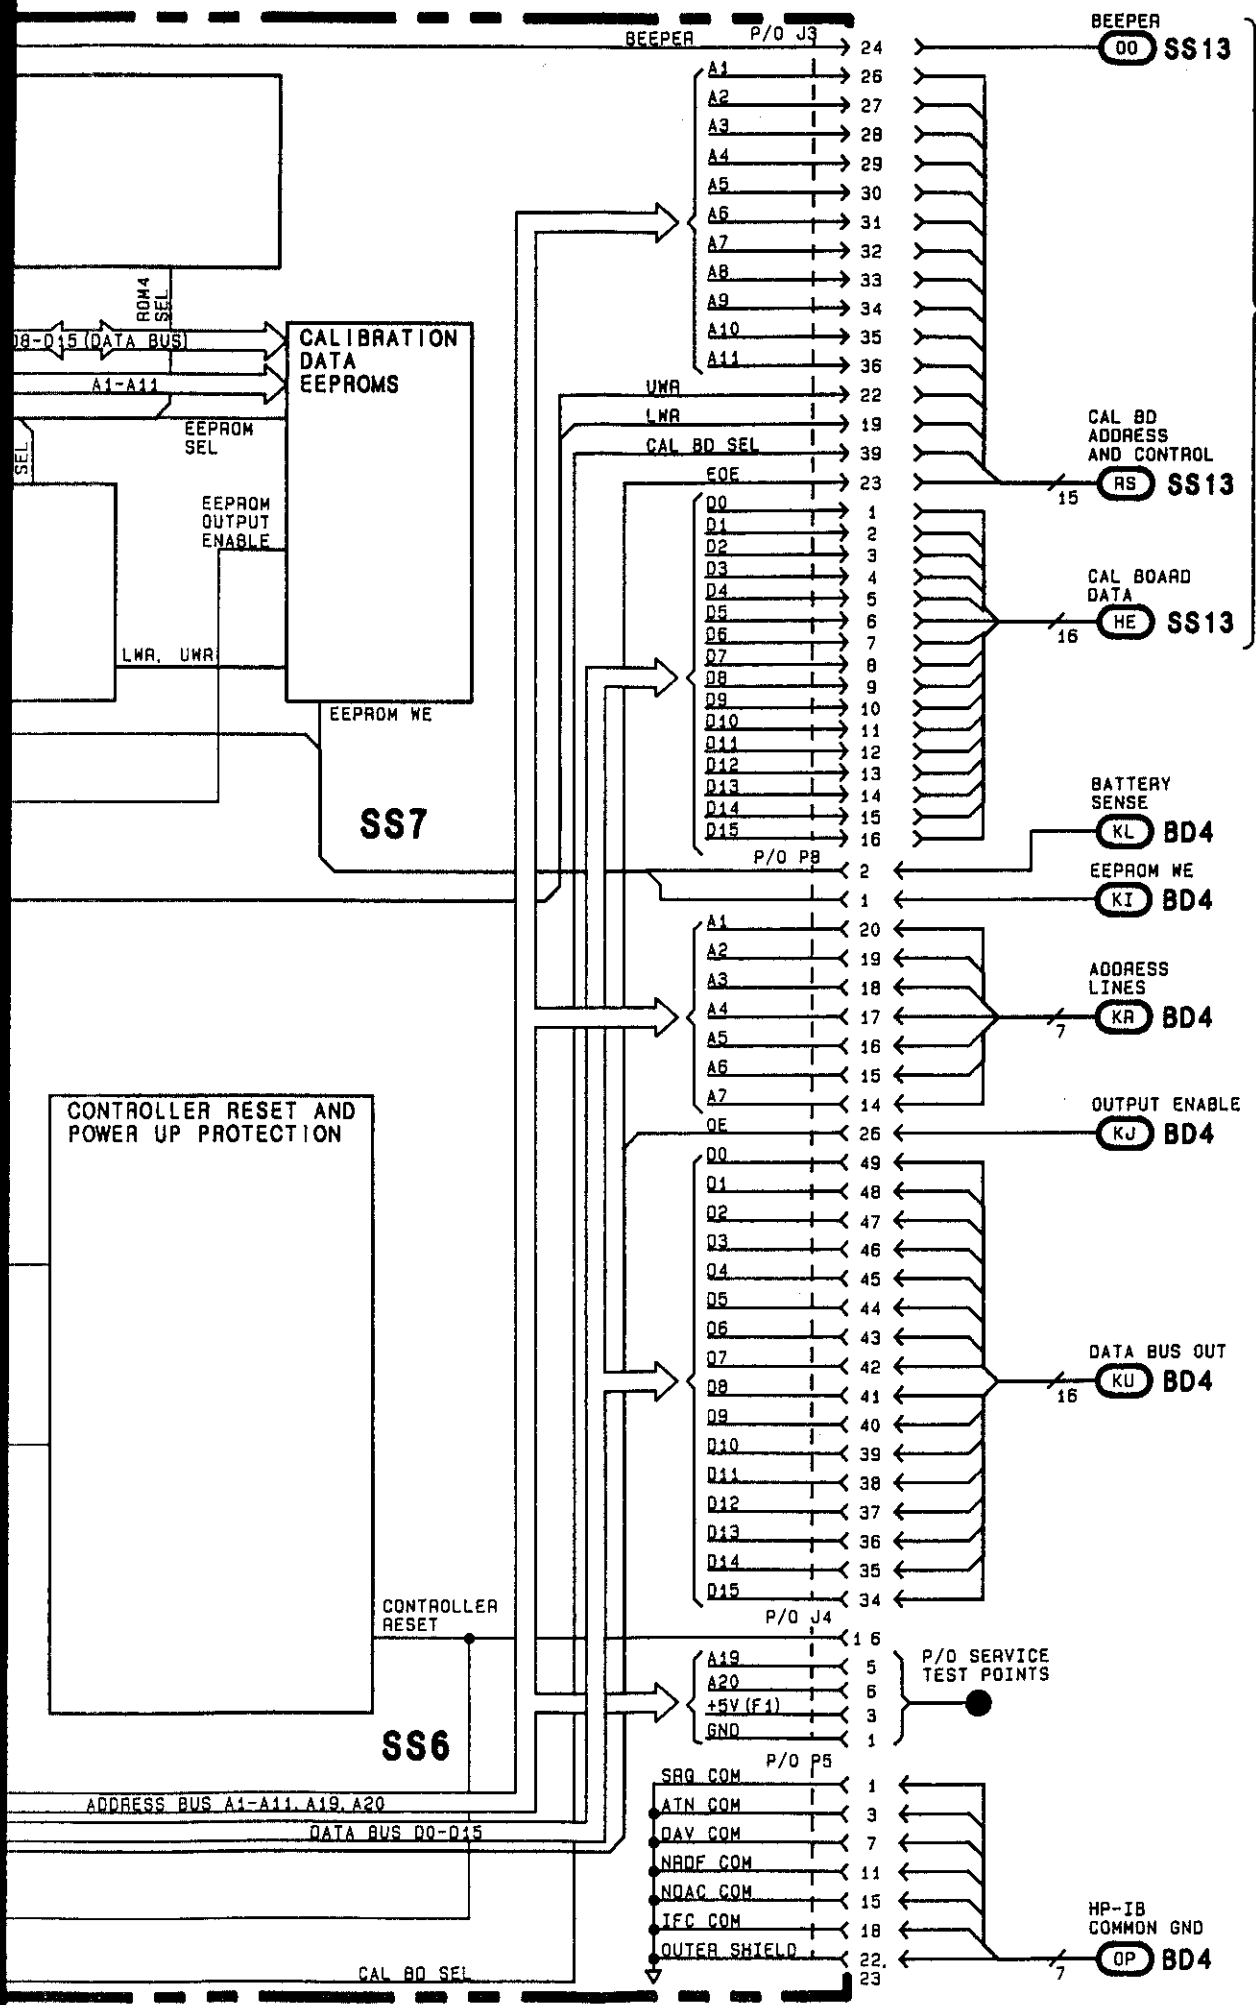 BEEPER
P/O J3
24
BEEPER
OO SS13
A1 26
A2 27
A3 28
A4 29
A5 30
A6 31
A7 32
A8 33
A9 34
A10 35
A11 36
UWR 22
LWR 19
CAL BD SEL 39
EOE 23
CAL BD
ADDRESS
AND CONTROL
15
RS SS13
ROM4
SEL
D8-D15 (DATA BUS)
A1-A11
CALIBRATION
DATA
EEPROMS
EEPROM
SEL
SEL
EEPROM
OUTPUT
ENABLE
LWR, UWR
EEPROM WE
SS7
D0 1
D1 2
D2 3
D3 4
D4 5
D5 6
D6 7
D7 8
D8 9
D9 10
D10 11
D11 12
D12 13
D13 14
D14 15
D15 16
CAL BOARD
DATA
16
HE SS13
P/O P8
2
1
BATTERY
SENSE
KL BD4
EEPROM WE
KI BD4
A1 20
A2 19
A3 18
A4 17
A5 16
A6 15
A7 14
ADDRESS
LINES
7
KR BD4
OE 26
OUTPUT ENABLE
KJ BD4
D0 49
D1 48
D2 47
D3 46
D4 45
D5 44
D6 43
D7 42
D8 41
D9 40
D10 39
D11 38
D12 37
D13 36
D14 35
D15 34
DATA BUS OUT
16
KU BD4
CONTROLLER RESET AND
POWER UP PROTECTION
CONTROLLER
RESET
SS6
P/O J4
16
A19 5
A20 6
+5V (F1) 3
GND 1
P/O SERVICE
TEST POINTS
P/O P5
SRQ COM 1
ATN COM 3
DAV COM 7
NRDF COM 11
NDAC COM 15
IFC COM 18
OUTER SHIELD 22,
23
HP-IB
COMMON GND
7
OP BD4
ADDRESS BUS A1-A11, A19, A20
DATA BUS D0-D15
CAL BD SEL